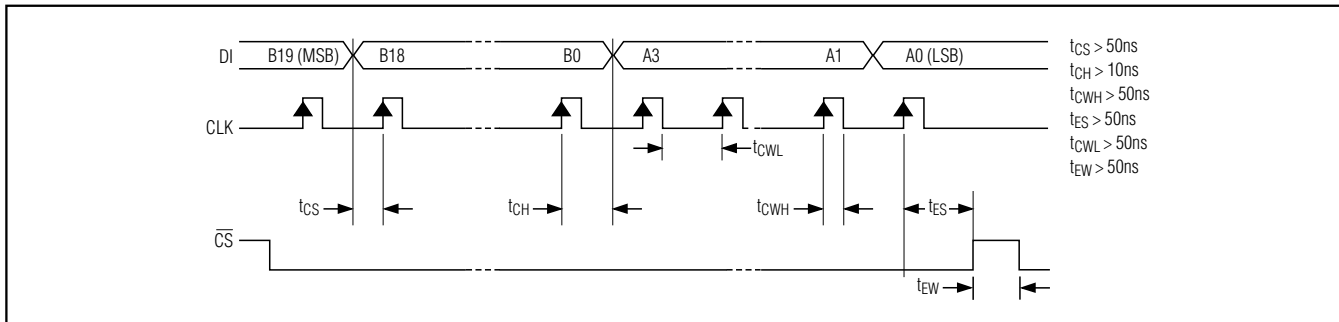 DI B19 (MSB) B18 B0 A3 A1 A0 (LSB)
CLK
tCWL
tCS tCH tCWH tES
CS
tEW
tCS > 50ns
tCH > 10ns
tCWH > 50ns
tES > 50ns
tCWL > 50ns
tEW > 50ns